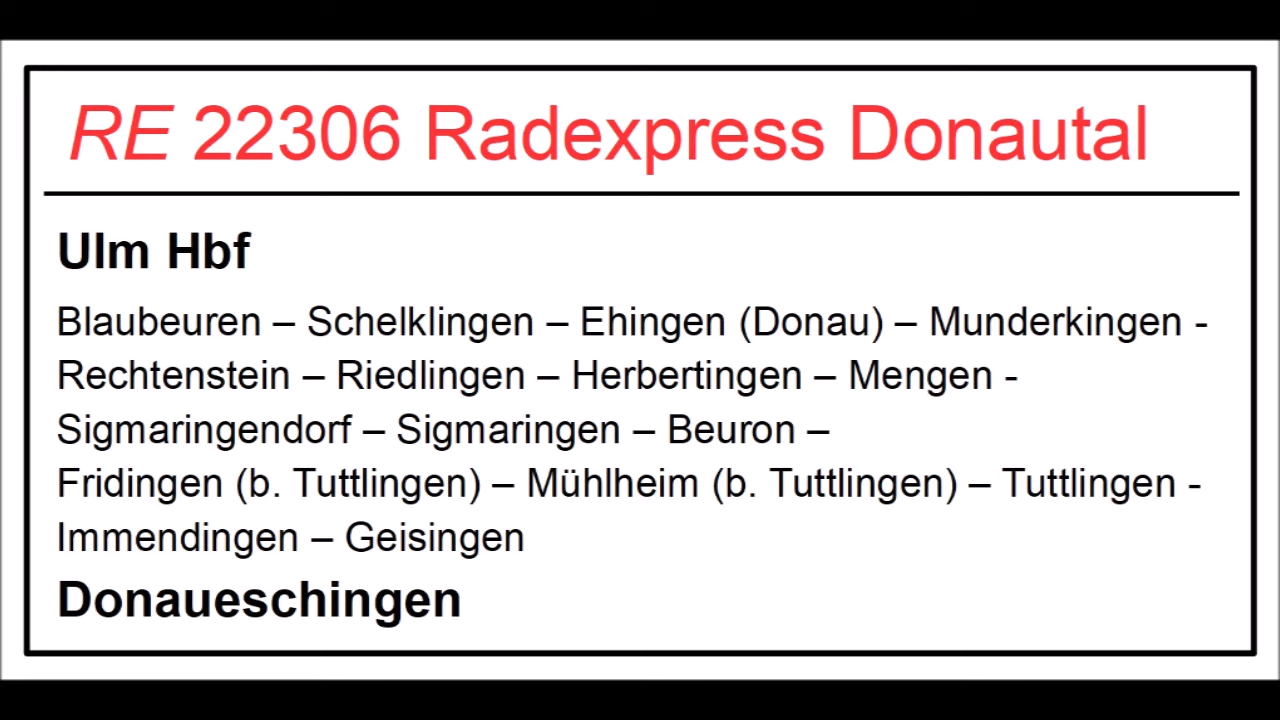 RE 22306 Radexpress Donautal
Ulm Hbf
Blaubeuren – Schelklingen – Ehingen (Donau) – Munderkingen -
Rechtenstein – Riedlingen – Herbertingen – Mengen -
Sigmaringendorf – Sigmaringen – Beuron –
Fridingen (b. Tuttlingen) – Mühlheim (b. Tuttlingen) – Tuttlingen -
Immendingen – Geisingen
Donaueschingen